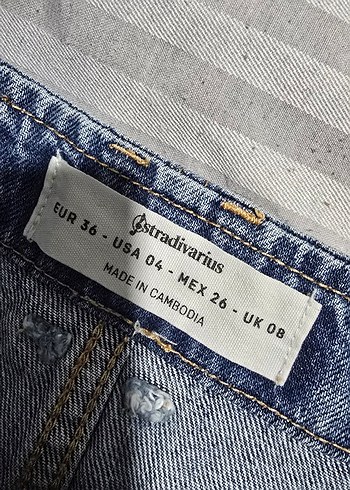 stradivarius
EUR 36 - USA 04 - MEX 26 - UK 08
MADE IN CAMBODIA